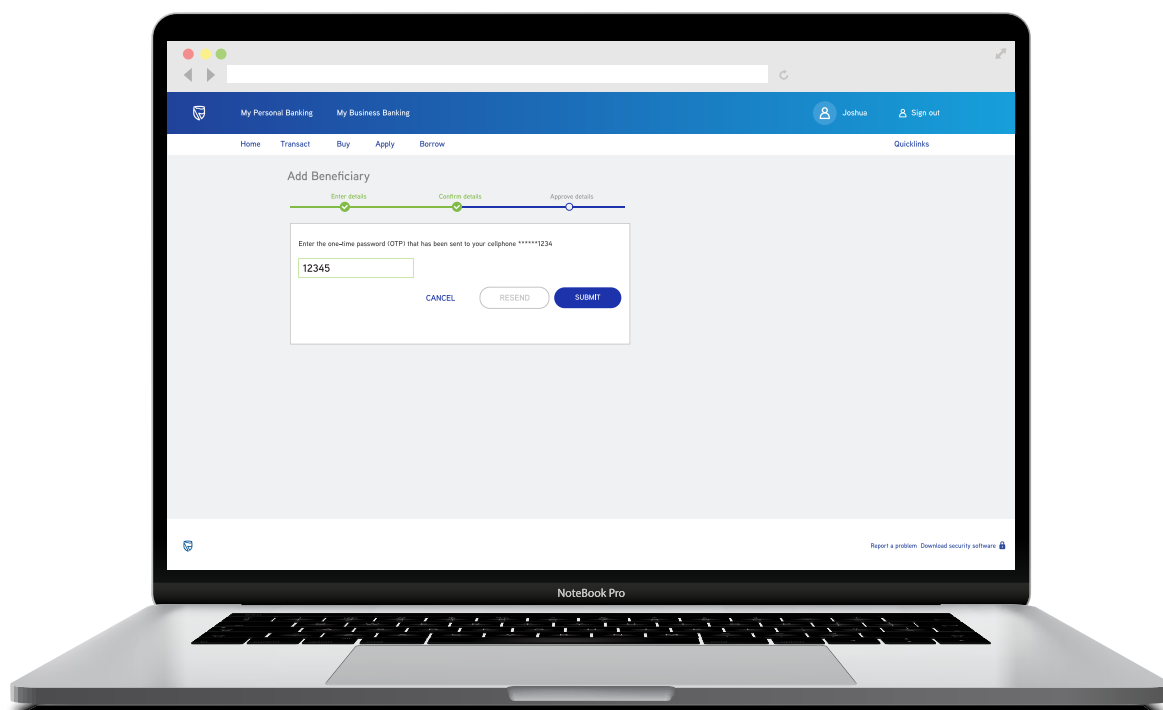 My Personal Banking My Business Banking Joshua Sign out
Home Transact Buy Apply Borrow Quicklinks
Add Beneficiary
Enter details Confirm details Approve details
Enter the one-time password (OTP) that has been sent to your cellphone ******1234
12345
CANCEL RESEND SUBMIT
Report a problem Download security software
NoteBook Pro